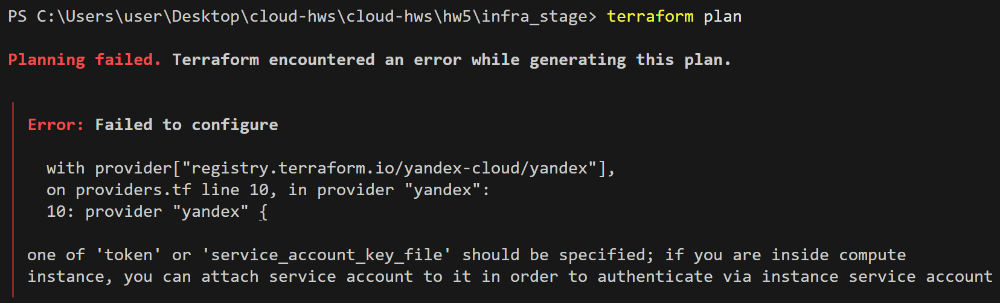 PS C:\Users\user\Desktop\cloud-hws\cloud-hws\hw5\infra_stage> terraform plan
Planning failed. Terraform encountered an error while generating this plan.
Error: Failed to configure
with provider["registry.terraform.io/yandex-cloud/yandex"],
on providers.tf line 10, in provider "yandex":
10: provider "yandex" {
one of 'token' or 'service_account_key_file' should be specified; if you are inside compute
instance, you can attach service account to it in order to authenticate via instance service account